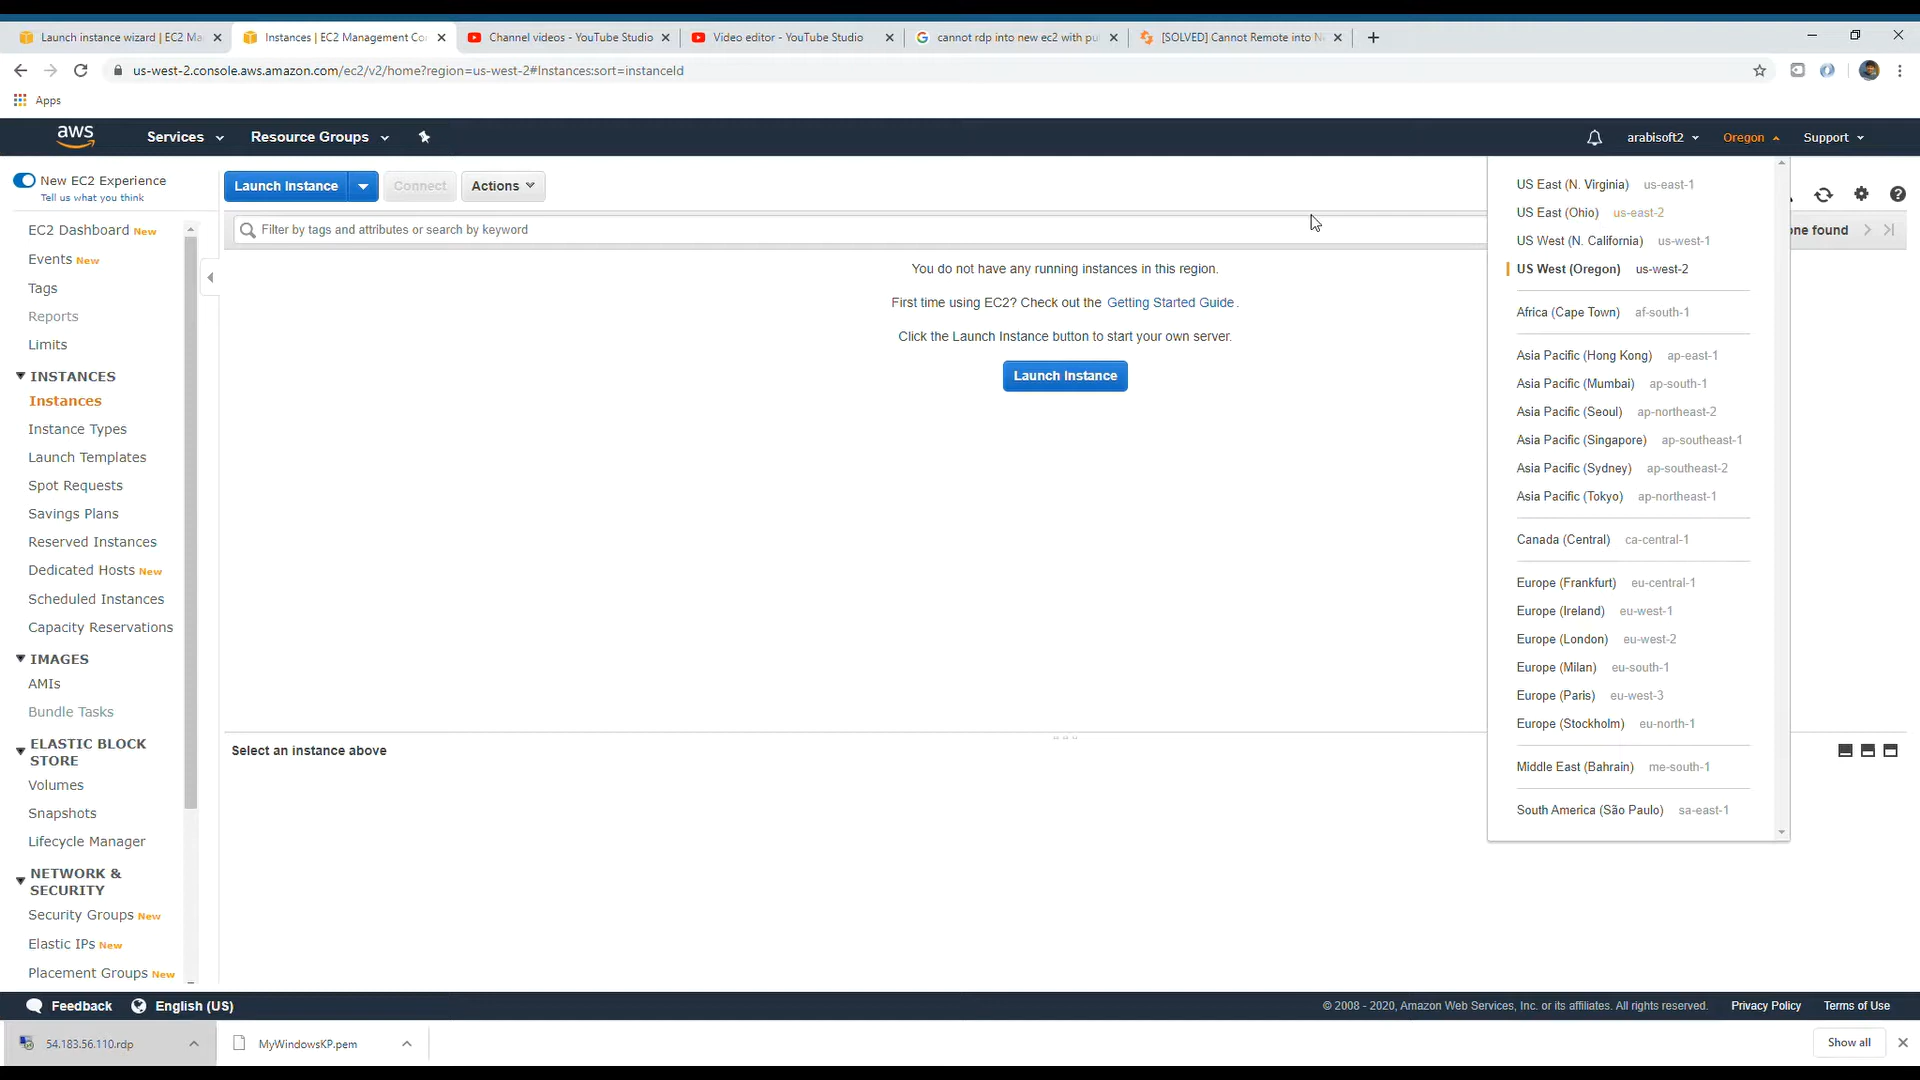 Launch instance wizard | EC2 Ma
Instances | EC2 Management Co
Channel videos - YouTube Studio
Video editor - YouTube Studio
cannot rdp into new ec2 with pu
[SOLVED] Cannot Remote into N
us-west-2.console.aws.amazon.com/ec2/v2/home?region=us-west-2#Instances:sort=instanceId
Apps
aws
Services
Resource Groups
arabisoft2
Oregon
Support
New EC2 Experience
Tell us what you think
EC2 Dashboard New
Events New
Tags
Reports
Limits
INSTANCES
Instances
Instance Types
Launch Templates
Spot Requests
Savings Plans
Reserved Instances
Dedicated Hosts New
Scheduled Instances
Capacity Reservations
IMAGES
AMIs
Bundle Tasks
ELASTIC BLOCK
STORE
Volumes
Snapshots
Lifecycle Manager
NETWORK &
SECURITY
Security Groups New
Elastic IPs New
Placement Groups New
Launch Instance
Connect
Actions
Filter by tags and attributes or search by keyword
one found
You do not have any running instances in this region.
First time using EC2? Check out the Getting Started Guide.
Click the Launch Instance button to start your own server.
Launch Instance
Select an instance above
US East (N. Virginia) us-east-1
US East (Ohio) us-east-2
US West (N. California) us-west-1
US West (Oregon) us-west-2
Africa (Cape Town) af-south-1
Asia Pacific (Hong Kong) ap-east-1
Asia Pacific (Mumbai) ap-south-1
Asia Pacific (Seoul) ap-northeast-2
Asia Pacific (Singapore) ap-southeast-1
Asia Pacific (Sydney) ap-southeast-2
Asia Pacific (Tokyo) ap-northeast-1
Canada (Central) ca-central-1
Europe (Frankfurt) eu-central-1
Europe (Ireland) eu-west-1
Europe (London) eu-west-2
Europe (Milan) eu-south-1
Europe (Paris) eu-west-3
Europe (Stockholm) eu-north-1
Middle East (Bahrain) me-south-1
South America (São Paulo) sa-east-1
Feedback
English (US)
© 2008 - 2020, Amazon Web Services, Inc. or its affiliates. All rights reserved.
Privacy Policy
Terms of Use
54.183.56.110.rdp
MyWindowsKP.pem
Show all